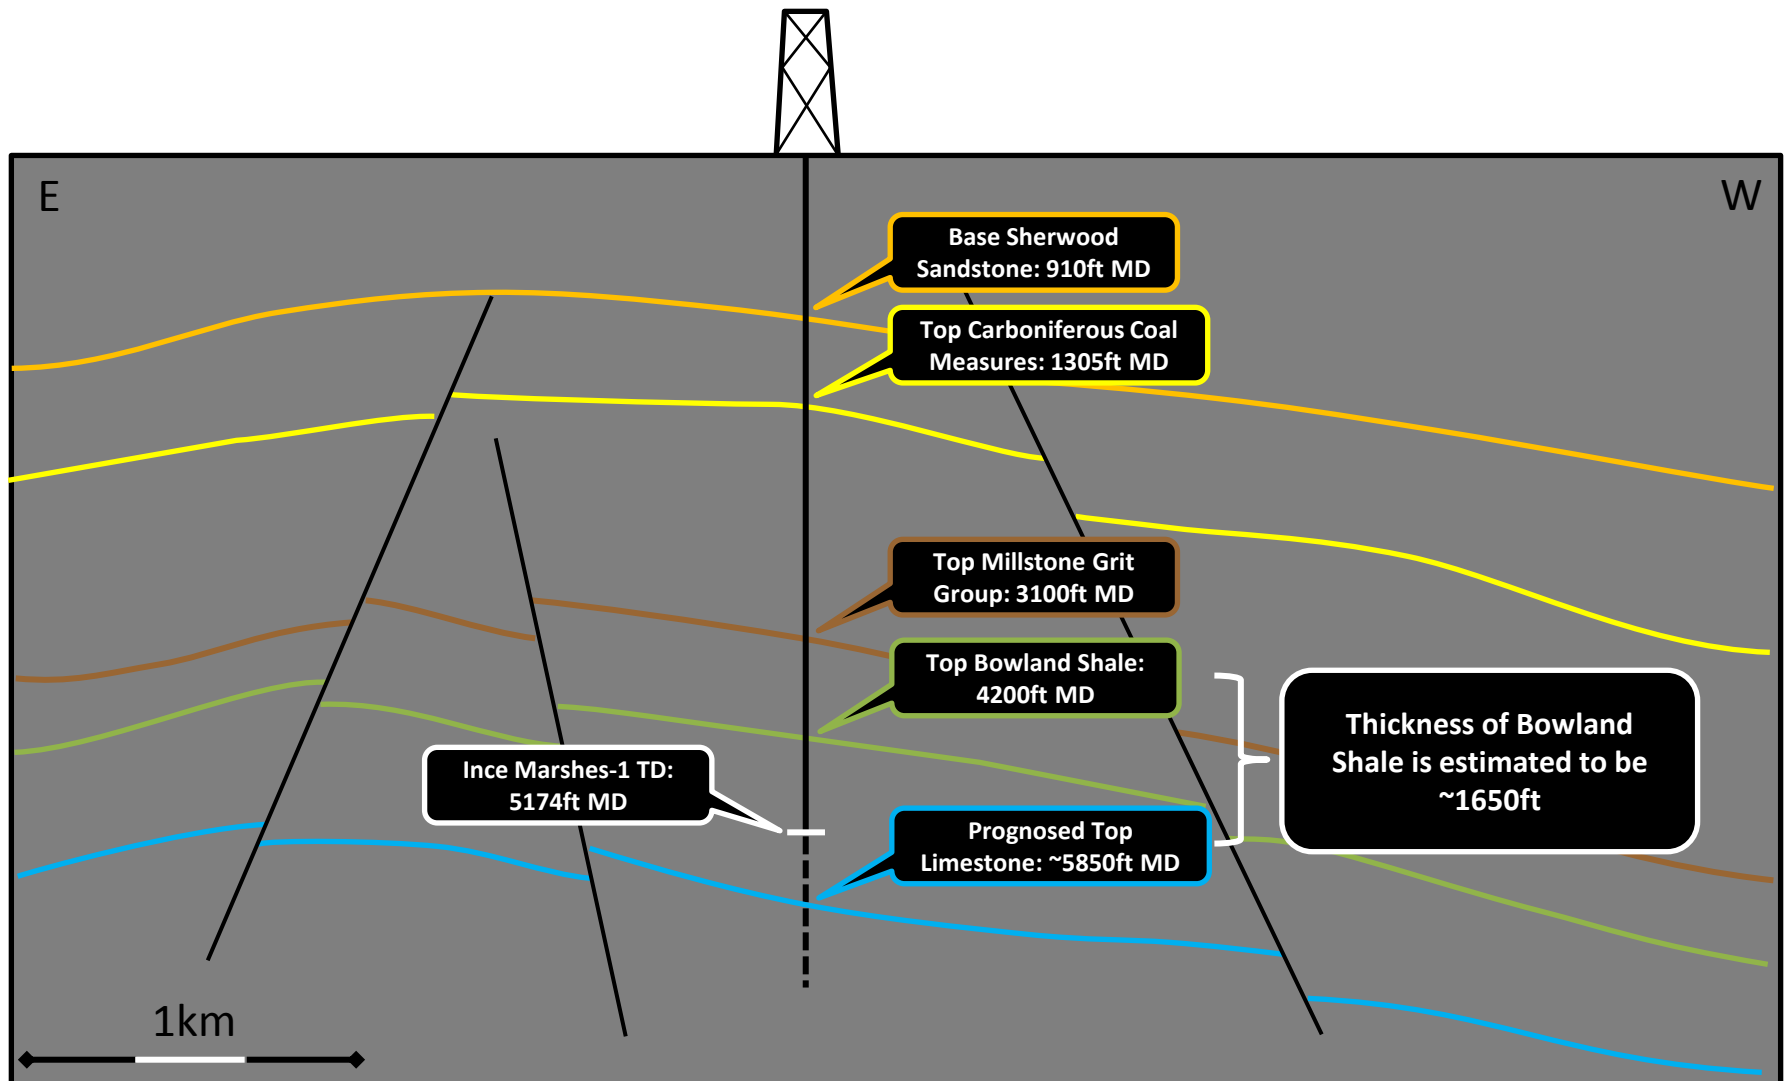 E
W
Base Sherwood
Sandstone: 910ft MD
Top Carboniferous Coal
Measures: 1305ft MD
Top Millstone Grit
Group: 3100ft MD
Top Bowland Shale:
4200ft MD
Thickness of Bowland
Shale is estimated to be
~1650ft
Ince Marshes-1 TD:
5174ft MD
Prognosed Top
Limestone: ~5850ft MD
1km